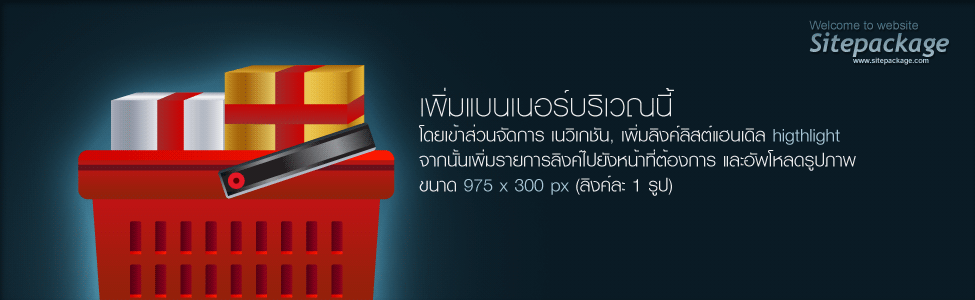 Welcome to website
Sitepackage
www.sitepackage.com
เพิ่มแบนเนอร์บริเวณนี้
โดยเข้าส่วนจัดการ เนวิเกชัน, เพิ่มลิงค์ลิสต์แฮนเดิล higthlight
จากนั้นเพิ่มรายการลิงค์ไปยังหน้าที่ต้องการ และอัพโหลดรูปภาพ
ขนาด 975 x 300 px (ลิงค์ละ 1 รูป)